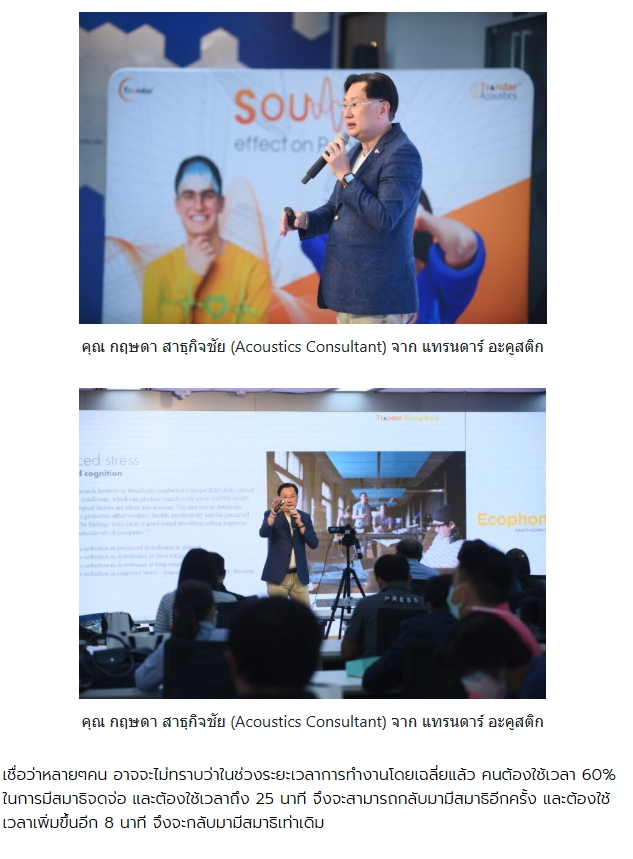 Trandar
Trandar
Acoustics
SOU
effect on
คุณ กฤษดา สาธุกิจชัย (Acoustics Consultant) จาก แทรนดาร์ อะคูสติก
Trandar Ecophon
ced stress
d cognition
Ecophon
PRESS
คุณ กฤษดา สาธุกิจชัย (Acoustics Consultant) จาก แทรนดาร์ อะคูสติก
เชื่อว่าหลายๆคน อาจจะไม่ทราบว่าในช่วงระยะเวลาการทำงานโดยเฉลี่ยแล้ว คนต้องใช้เวลา 60%
ในการมีสมาธิจดจ่อ และต้องใช้เวลาถึง 25 นาที จึงจะสามารถกลับมามีสมาธิอีกครั้ง และต้องใช้
เวลาเพิ่มขึ้นอีก 8 นาที จึงจะกลับมามีสมาธิเท่าเดิม